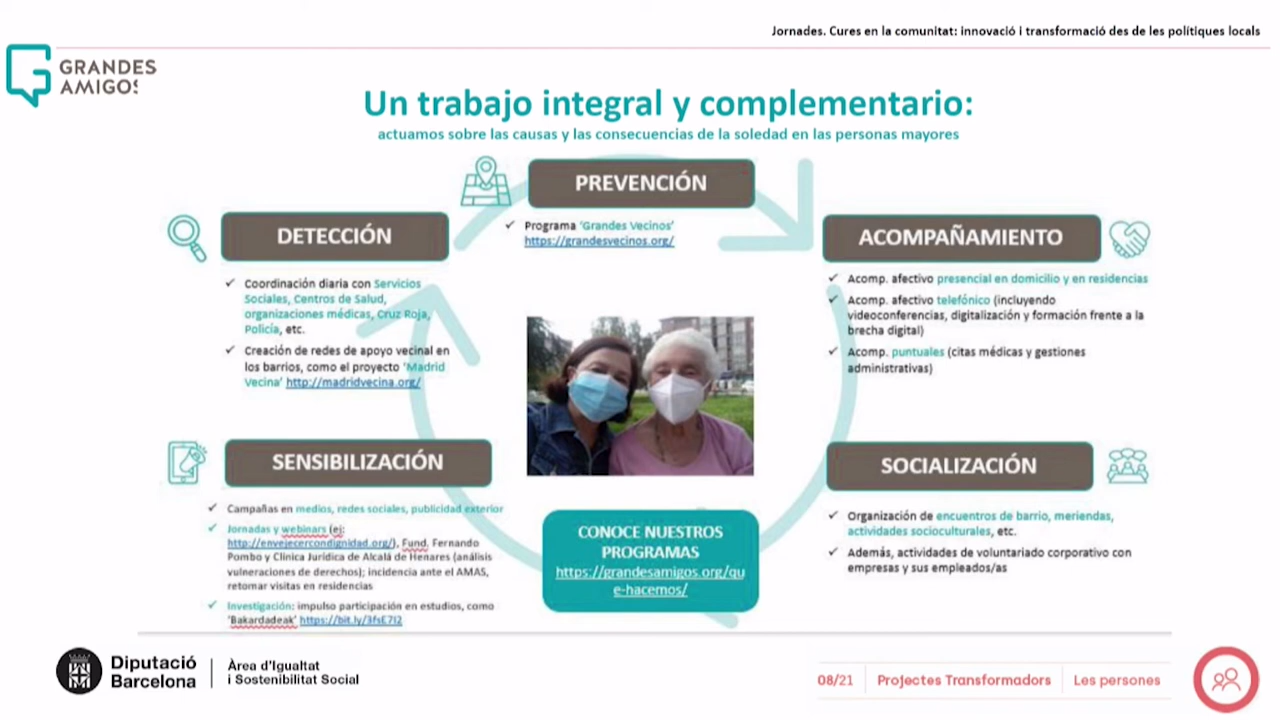 Jornades. Cures en la comunitat: innovació i transformació des de les polítiques locals
GRANDES
AMIGOS
Un trabajo integral y complementario:
actuamos sobre las causas y las consecuencias de la soledad en las personas mayores
PREVENCIÓN
✓ Programa 'Grandes Vecinos'
https://grandesvecinos.org/
DETECCIÓN
✓ Coordinación diaria con Servicios
Sociales, Centros de Salud,
organizaciones médicas, Cruz Roja,
Policía, etc.
✓ Creación de redes de apoyo vecinal en
los barrios, como el proyecto 'Madrid
Vecina' http://madridvecina.org/
ACOMPAÑAMIENTO
✓ Acomp. afectivo presencial en domicilio y en residencias
✓ Acomp. afectivo telefónico (incluyendo
videoconferencias, digitalización y formación frente a la
brecha digital)
✓ Acomp. puntuales (citas médicas y gestiones
administrativas)
SENSIBILIZACIÓN
✓ Campañas en medios, redes sociales, publicidad exterior
✓ Jornadas y webinars (ej:
http://envejecercondignidad.org/), Fund. Fernando
Pombo y Clínica Jurídica de Alcalá de Henares (análisis
vulneraciones de derechos); incidencia ante el AMAS,
retomar visitas en residencias
✓ Investigación: impulso participación en estudios, como
'Bakardadeak'
SOCIALIZACIÓN
✓ Organización de encuentros de barrio, meriendas,
actividades socioculturales, etc.
✓ Además, actividades de voluntariado corporativo con
empresas y sus empleados/as
CONOCE NUESTROS
PROGRAMAS
https://grandesamigos.org/qu
e-hacemos/
Diputació
Barcelona
Àrea d'Igualtat
i Sostenibilitat Social
08/21
Projectes Transformadors
Les persones